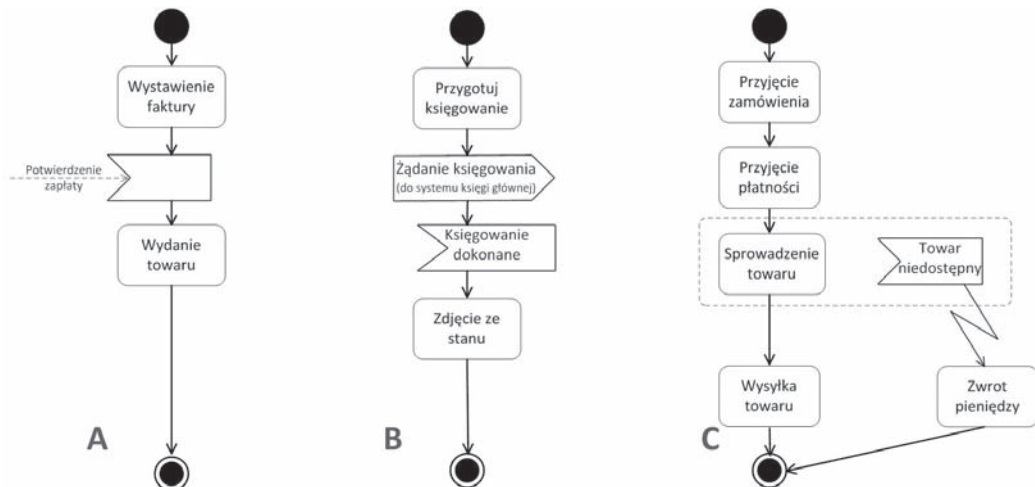 Wystawienie
faktury
Potwierdzenie
zapłaty
Wydanie
towaru
A
Przygotuj
księgowanie
Żądanie księgowania
(do systemu księgi głównej)
Księgowanie
dokonane
Zdjęcie ze
stanu
B
Przyjęcie
zamówienia
Przyjęcie
płatności
Sprowadzenie
towaru
Towar
niedostępny
Wysyłka
towaru
Zwrot
pieniędzy
C